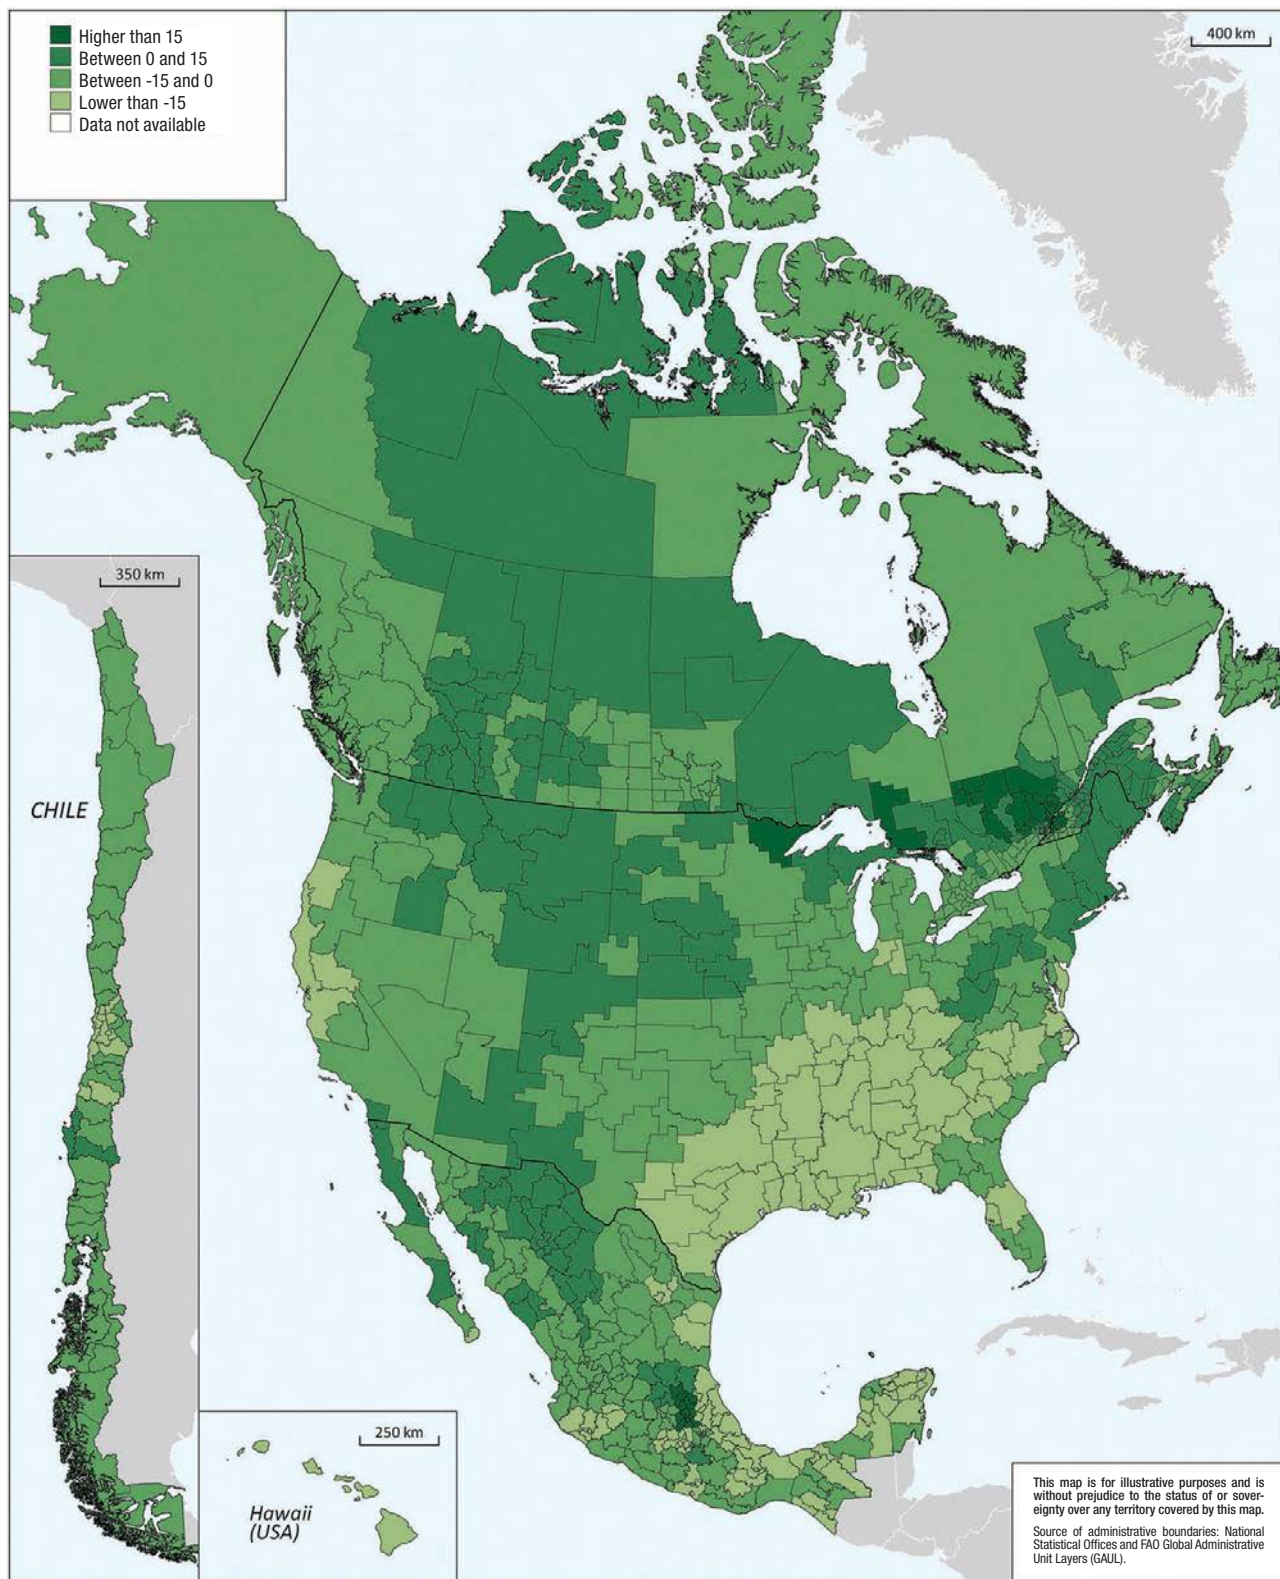 Higher than 15
Between 0 and 15
Between -15 and 0
Lower than -15
Data not available
400 km
350 km
CHILE
250 km
Hawaii
(USA)
This map is for illustrative purposes and is
without prejudice to the status of or sover-
eignty over any territory covered by this map.
Source of administrative boundaries: National
Statistical Offices and FAO Global Administrative
Unit Layers (GAUL).